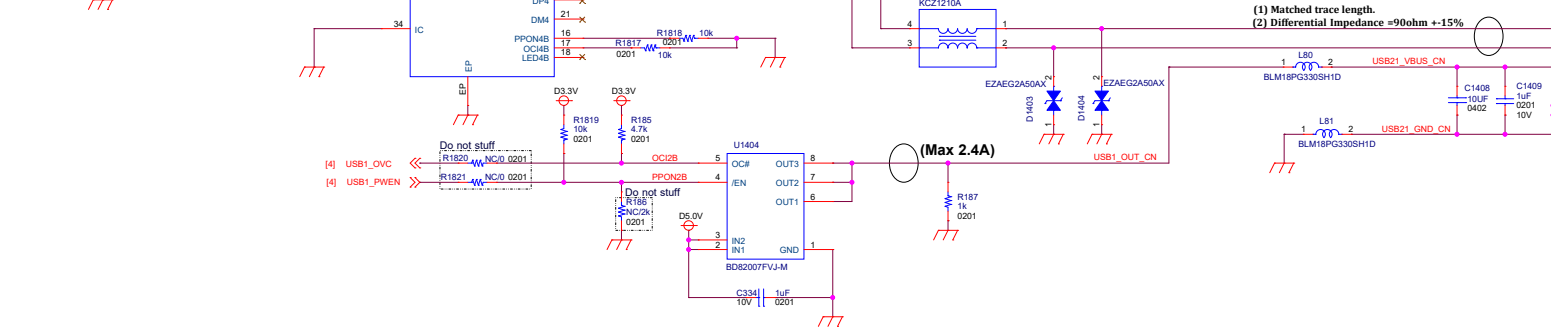 DP4
21
DM4
34
IC
16
PPON4B
17
OCI4B
18
LED4B
R1818
10k
0201
R1817
0201
10k
EP
EP
KCZ1210A
4
1
3
2
(1) Matched trace length.
(2) Differential Impedance =90ohm +-15%
EZAEG2A50AX
2
D1403
1
EZAEG2A50AX
2
D1404
1
L80
1
2
BLM18PG330SH1D
USB21_VBUS_CN
C1408
10UF
0402
C1409
1uF
0201
10V
L81
1
2
BLM18PG330SH1D
USB21_GND_CN
D3.3V
D3.3V
R1819
10k
0201
R185
4.7k
0201
Do not stuff
[4] USB1_OVC
R1820
NC/0 0201
OCI2B
[4] USB1_PWEN
R1821
NC/0 0201
PPON2B
Do not stuff
R186
NC/2k
0201
D5.0V
U1404
5
OC#
OUT3
8
4
/EN
OUT2
7
OUT1
6
3
IN2
2
IN1
GND
1
BD82007FVJ-M
C334
10V
1uF
0201
(Max 2.4A)
R187
1k
0201
USB1_OUT_CN